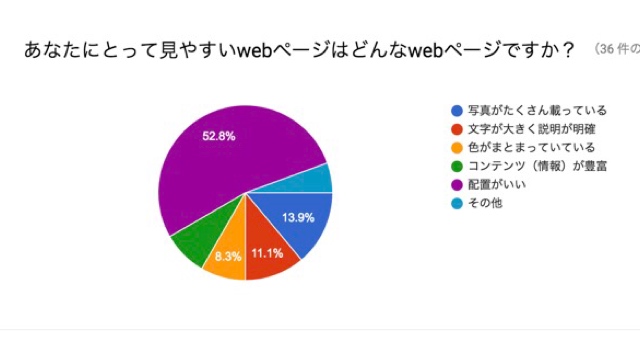 あなたにとって見やすいwebページはどんなwebページですか？ （36 件の
写真がたくさん載っている
文字が大きく説明が明確
色がまとまっていている
コンテンツ（情報）が豊富
配置がいい
その他
52.8%
13.9%
11.1%
8.3%